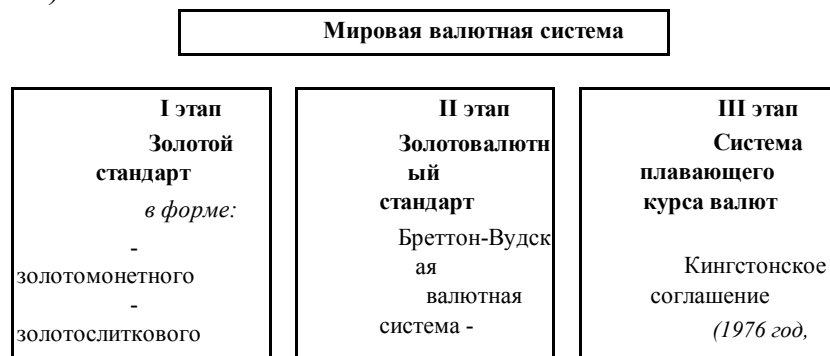 Мировая валютная система
I этап
Золотой
стандарт
в форме:
-
золотомонетного
-
золотослиткового
II этап
Золотовалютн
ый
стандарт
Бреттон-Вудск
ая
валютная
система -
III этап
Система
плавающего
курса валют
Кингстонское
соглашение
(1976 год,